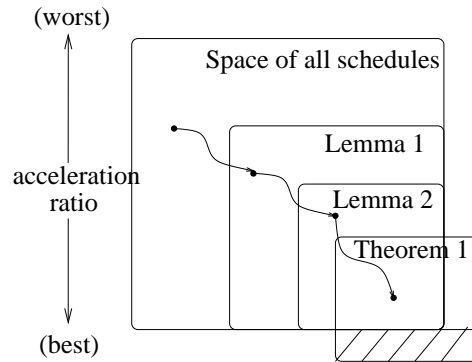 (worst)
Space of all schedules
Lemma 1
acceleration
ratio
Lemma 2
Theorem 1
(best)